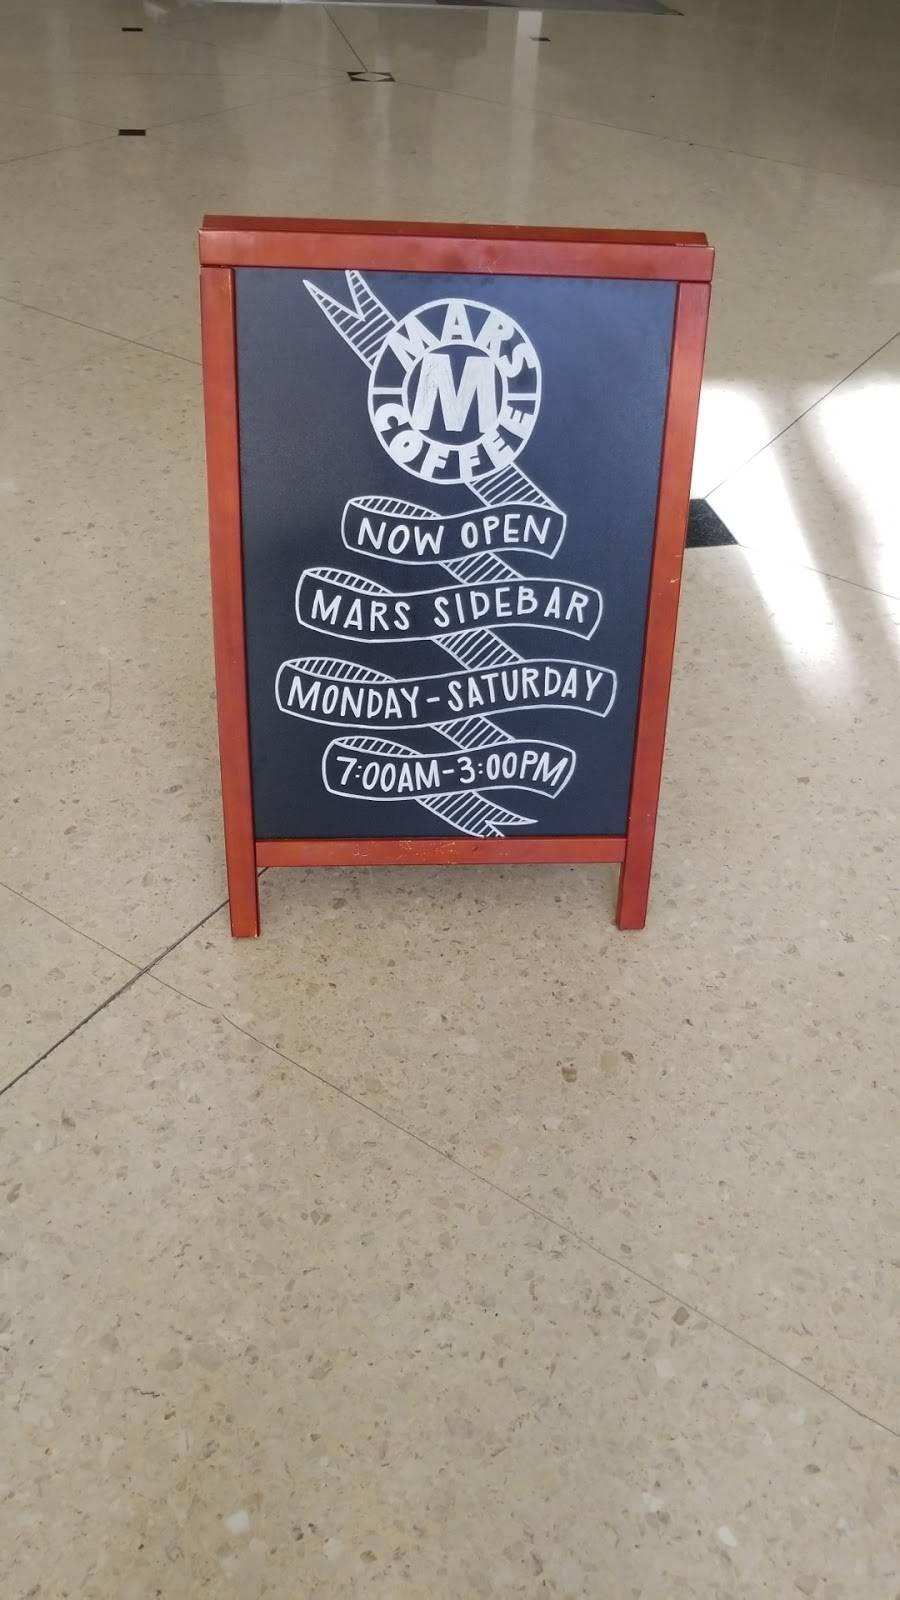 MARS
M
COFFEE
NOW OPEN
MARS SIDEBAR
MONDAY-SATURDAY
7:00AM-3:00PM